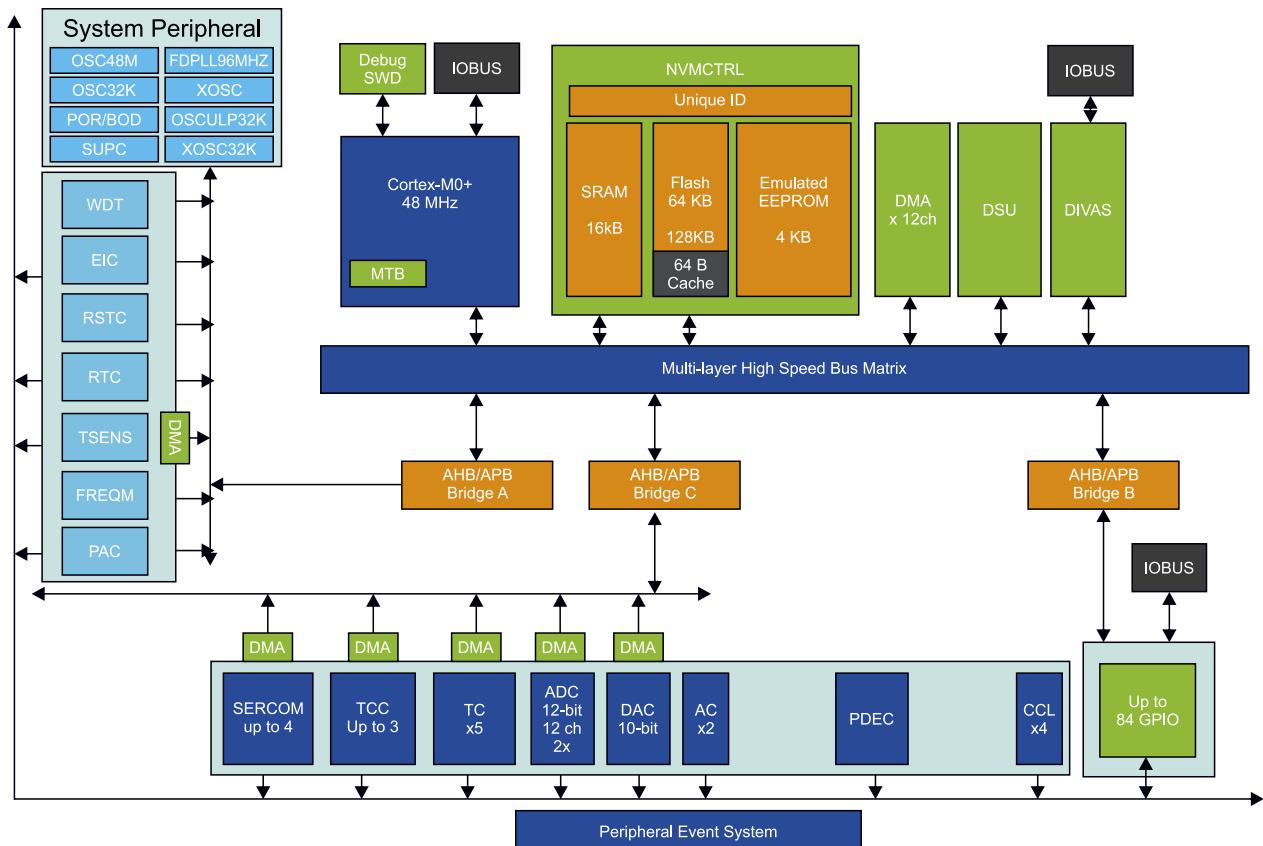 System Peripheral
OSC48M
FDPLL96MHZ
OSC32K
XOSC
POR/BOD
OSCULP32K
SUPC
XOSC32K
WDT
EIC
RSTC
RTC
TSENS
DMA
FREQM
PAC
Debug
SWD
IOBUS
Cortex-M0+
48 MHz
MTB
NVMCTRL
Unique ID
SRAM
16kB
Flash
64 KB
128KB
64 B
Cache
Emulated
EEPROM
4 KB
DMA
x 12ch
DSU
IOBUS
DIVAS
Multi-layer High Speed Bus Matrix
AHB/APB
Bridge A
AHB/APB
Bridge C
AHB/APB
Bridge B
IOBUS
DMA
DMA
DMA
DMA
DMA
SERCOM
up to 4
TCC
Up to 3
TC
x5
ADC
12-bit
12 ch
2x
DAC
10-bit
AC
x2
PDEC
CCL
x4
Up to
84 GPIO
Peripheral Event System